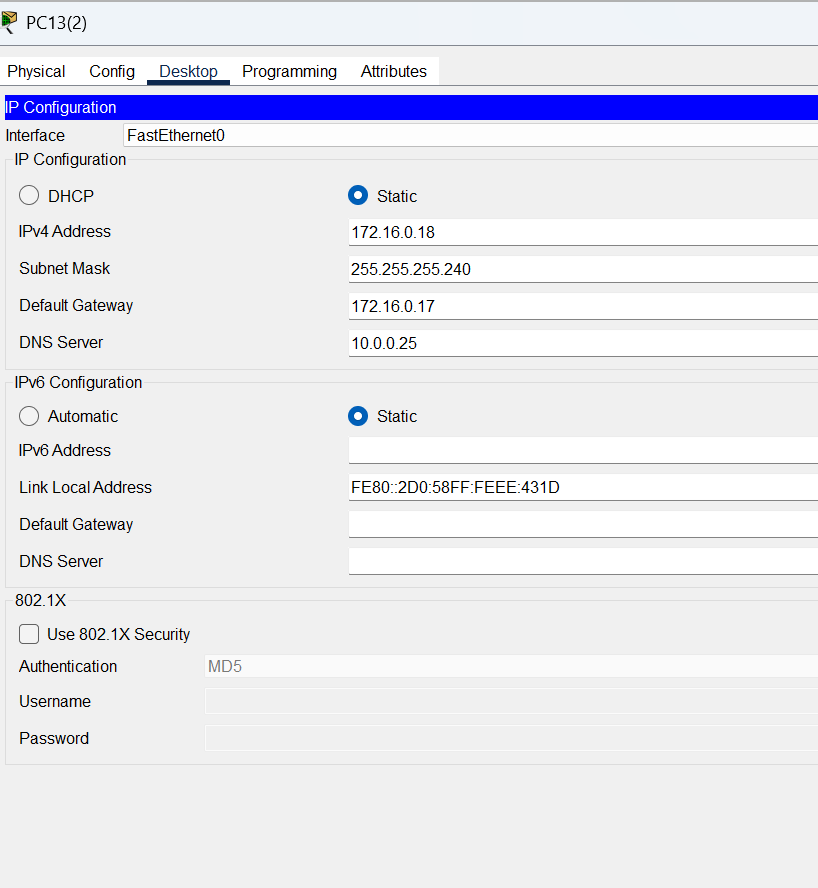 PC13(2)
Physical Config Desktop Programming Attributes
IP Configuration
Interface FastEthernet0
IP Configuration
DHCP Static
IPv4 Address 172.16.0.18
Subnet Mask 255.255.255.240
Default Gateway 172.16.0.17
DNS Server 10.0.0.25
IPv6 Configuration
Automatic Static
IPv6 Address
Link Local Address FE80::2D0:58FF:FEEE:431D
Default Gateway
DNS Server
802.1X
Use 802.1X Security
Authentication MD5
Username
Password